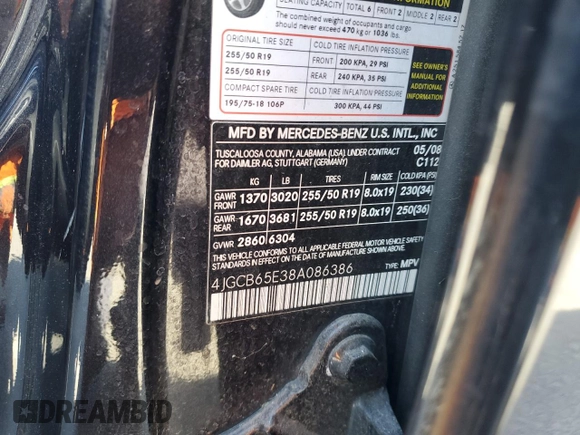 SEATING CAPACITY TOTAL 6 FRONT 2 MIDDLE 2 REAR 2
The combined weight of occupants and cargo
should never exceed 470 kg or 1036 lbs.
ORIGINAL TIRE SIZE COLD TIRE INFLATION PRESSURE
255/50 R19 FRONT 200 KPA, 29 PSI
255/50 R19 REAR 240 KPA, 35 PSI
COMPACT SPARE TIRE COLD TIRE INFLATION PRESSURE
195/75-18 106P 300 KPA, 44 PSI
SEE OWNER'S
MANUAL FOR
ADDITIONAL
INFORMATION
MFD BY MERCEDES-BENZ U.S. INTL., INC
TUSCALOOSA COUNTY, ALABAMA (USA) UNDER CONTRACT 05/08
FOR DAIMLER AG, STUTTGART (GERMANY) C112
KG LB TIRES RIM SIZE COLD KPA (PSI)
GAWR FRONT 1370 3020 255/50 R19 8.0x19 230(34)
GAWR REAR 1670 3681 255/50 R19 8.0x19 250(36)
GVWR 2860 6304
THIS VEHICLE CONFORMS TO ALL APPLICABLE FEDERAL MOTOR VEHICLE SAFETY
STANDARDS IN EFFECT ON THE DATE OF MANUFACTURE SHOWN ABOVE.
4JGCB65E38A086386 TYPE: MPV
DREAMBID